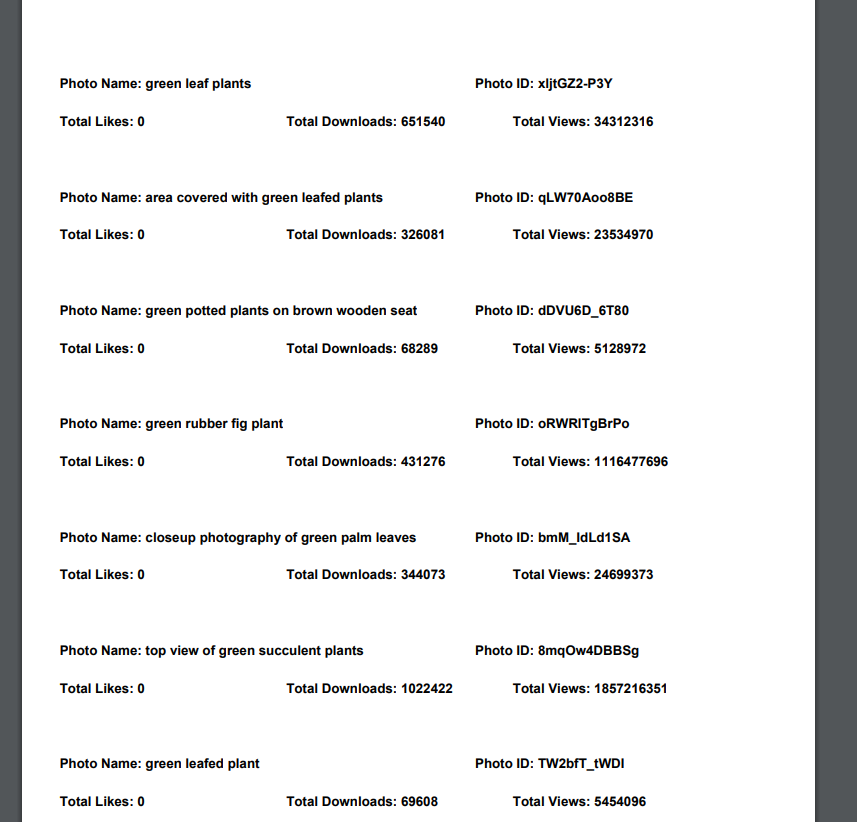 Photo Name: green leaf plants Photo ID: xljtGZ2-P3Y
Total Likes: 0 Total Downloads: 651540 Total Views: 34312316
Photo Name: area covered with green leafed plants Photo ID: qLW70Aoo8BE
Total Likes: 0 Total Downloads: 326081 Total Views: 23534970
Photo Name: green potted plants on brown wooden seat Photo ID: dDVU6D_6T80
Total Likes: 0 Total Downloads: 68289 Total Views: 5128972
Photo Name: green rubber fig plant Photo ID: oRWRlTgBrPo
Total Likes: 0 Total Downloads: 431276 Total Views: 1116477696
Photo Name: closeup photography of green palm leaves Photo ID: bmM_IdLd1SA
Total Likes: 0 Total Downloads: 344073 Total Views: 24699373
Photo Name: top view of green succulent plants Photo ID: 8mqOw4DBBSg
Total Likes: 0 Total Downloads: 1022422 Total Views: 1857216351
Photo Name: green leafed plant Photo ID: TW2bfT_tWDI
Total Likes: 0 Total Downloads: 69608 Total Views: 5454096